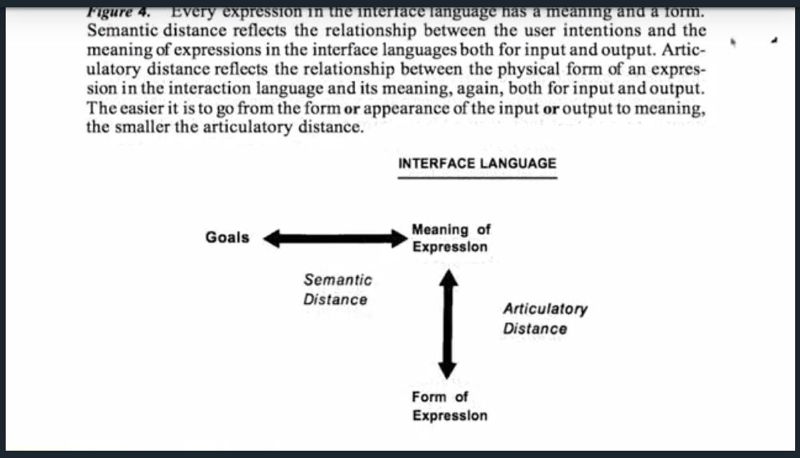 Figure 4. Every expression in the interface language has a meaning and a form.
Semantic distance reflects the relationship between the user intentions and the
meaning of expressions in the interface languages both for input and output. Artic-
ulatory distance reflects the relationship between the physical form of an expres-
sion in the interaction language and its meaning, again, both for input and output.
The easier it is to go from the form or appearance of the input or output to meaning,
the smaller the articulatory distance.
INTERFACE LANGUAGE
Goals
Meaning of
Expression
Semantic
Distance
Articulatory
Distance
Form of
Expression